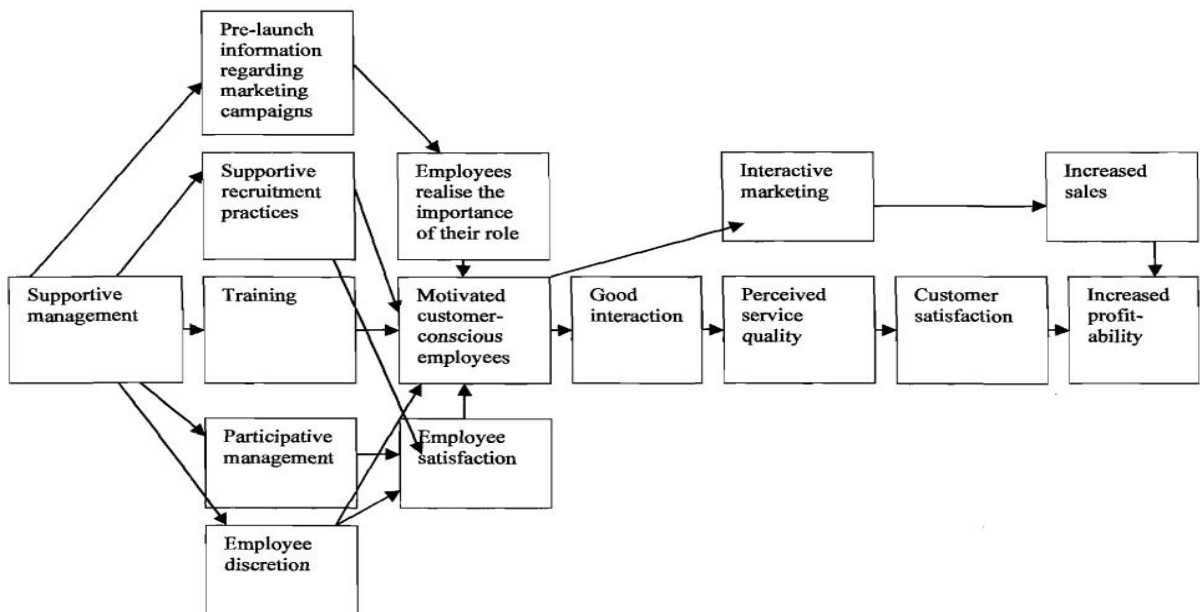 Pre-launch
information
regarding
marketing
campaigns
Supportive
recruitment
practices
Employees
realise the
importance
of their role
Interactive
marketing
Increased
sales
Supportive
management
Training
Motivated
customer-
conscious
employees
Good
interaction
Perceived
service
quality
Customer
satisfaction
Increased
profit-
ability
Participative
management
Employee
satisfaction
Employee
discretion